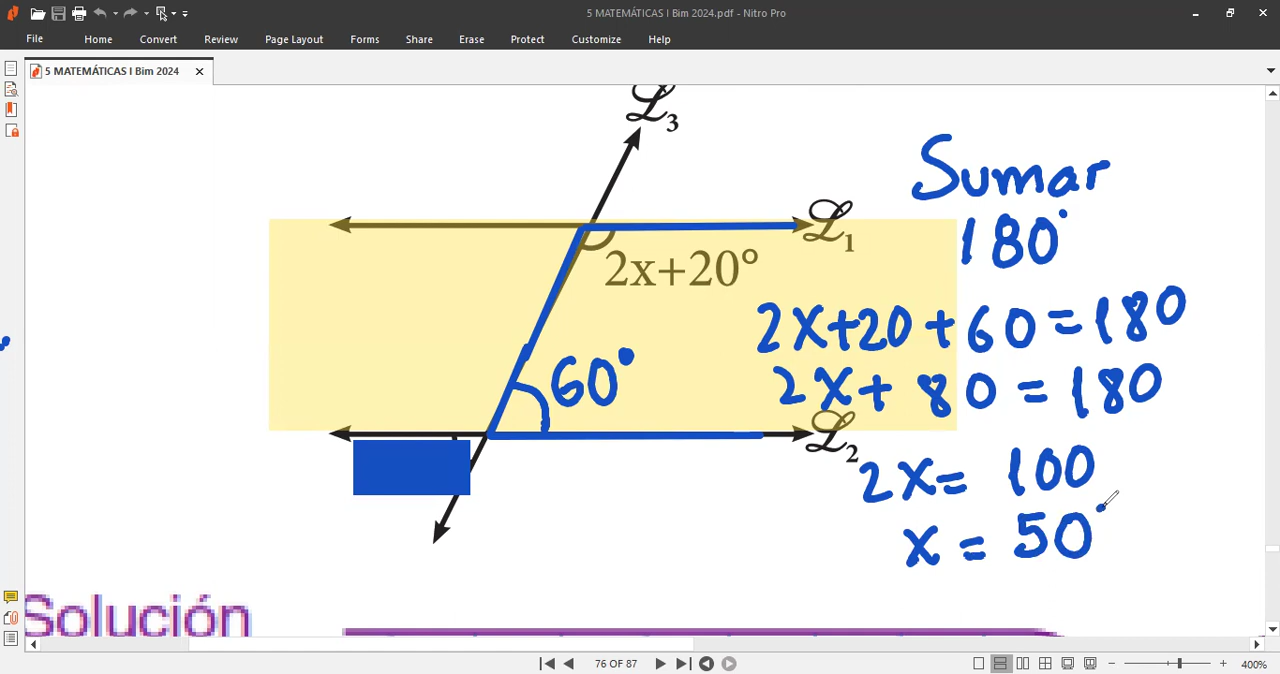 5 MATEMÁTICAS I Bim 2024.pdf - Nitro Pro
File Home Convert Review Page Layout Forms Share Erase Protect Customize Help
5 MATEMÁTICAS I Bim 2024
ℒ3
Sumar
180°
ℒ1
2x+20°
2x+20+60=180
60°
2x+80=180
ℒ2
2x=100
x=50°
Solución
76 OF 87
400%